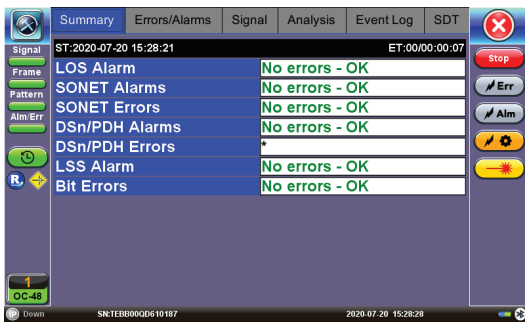 Summary Errors/Alarms Signal Analysis Event Log SDT
Signal
Frame
Pattern
Alm/Err
ST:2020-07-20 15:28:21 ET:00/00:00:07
LOS Alarm No errors - OK
SONET Alarms No errors - OK
SONET Errors No errors - OK
DSn/PDH Alarms No errors - OK
DSn/PDH Errors *
LSS Alarm No errors - OK
Bit Errors No errors - OK
Stop
Err
Alm
R
1
OC-48
IP Down SN:TEBB00QD610187 2020-07-20 15:28:28